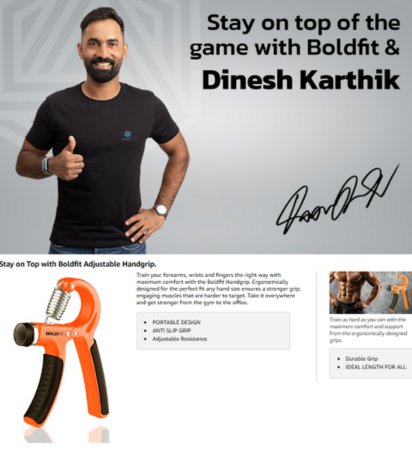 Stay on top of the
game with Boldfit &
Dinesh Karthik
Stay on Top with Boldfit Adjustable Handgrip.
Train your forearms, wrists and fingers the right way with
maximum comfort with the Boldfit Handgrip. Ergonomically
designed for the perfect fit any hand size ensures a stronger grip,
engaging muscles that are harder to target. Take it everywhere
and get stronger from the gym to the office.
• PORTABLE DESIGN
• ANTI SLIP GRIP
• Adjustable Resistance
BOLDFIT
Train as hard as you can with the
maximum comfort and support
from the ergonomically designed
grips.
• Durable Grip
• IDEAL LENGTH FOR ALL